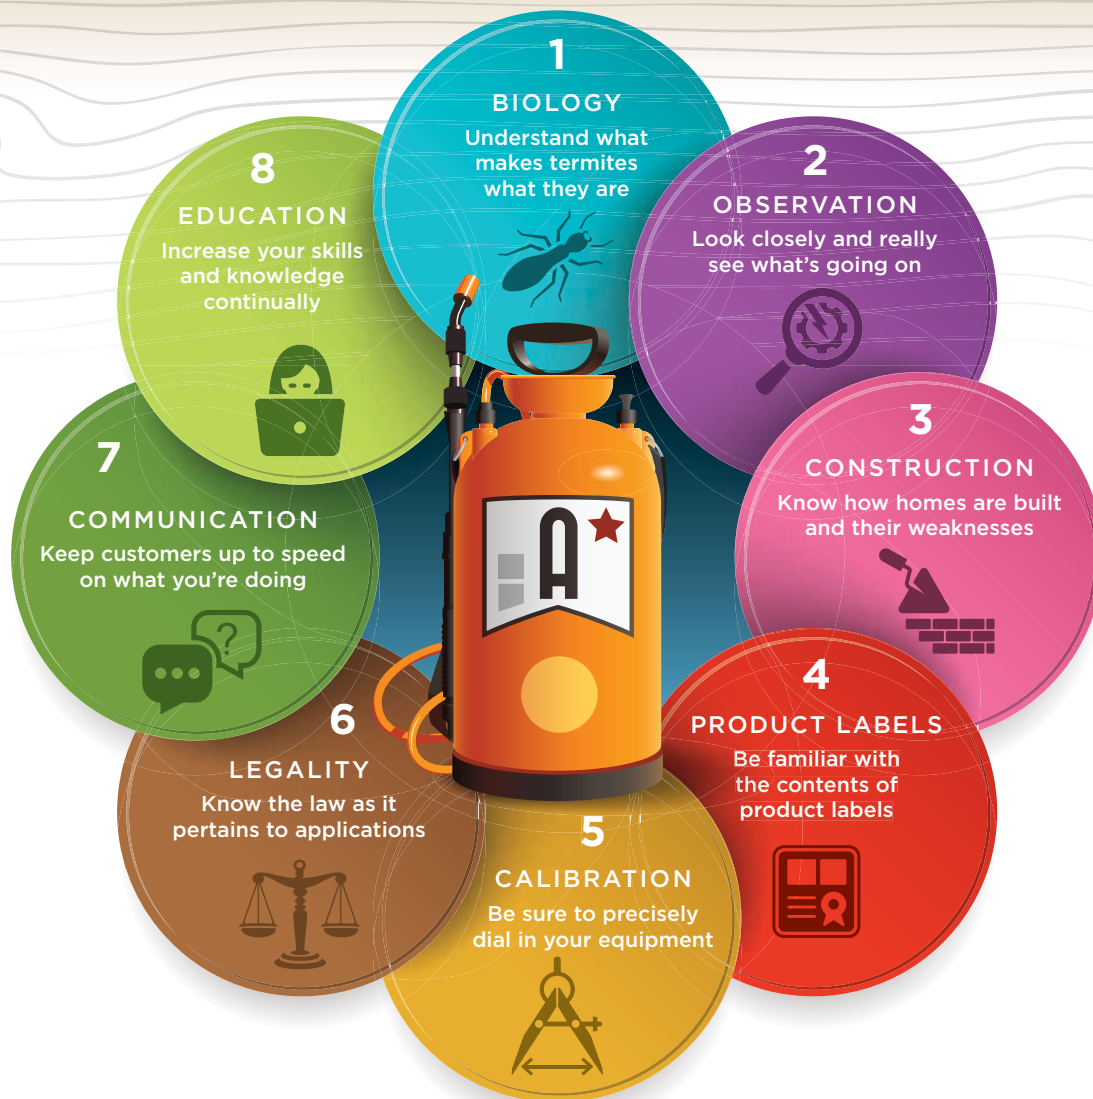 1
BIOLOGY
Understand what
makes termites
what they are
2
OBSERVATION
Look closely and really
see what's going on
3
CONSTRUCTION
Know how homes are built
and their weaknesses
4
PRODUCT LABELS
Be familiar with
the contents of
product labels
5
CALIBRATION
Be sure to precisely
dial in your equipment
6
LEGALITY
Know the law as it
pertains to applications
7
COMMUNICATION
Keep customers up to speed
on what you're doing
?
8
EDUCATION
Increase your skills
and knowledge
continually
A